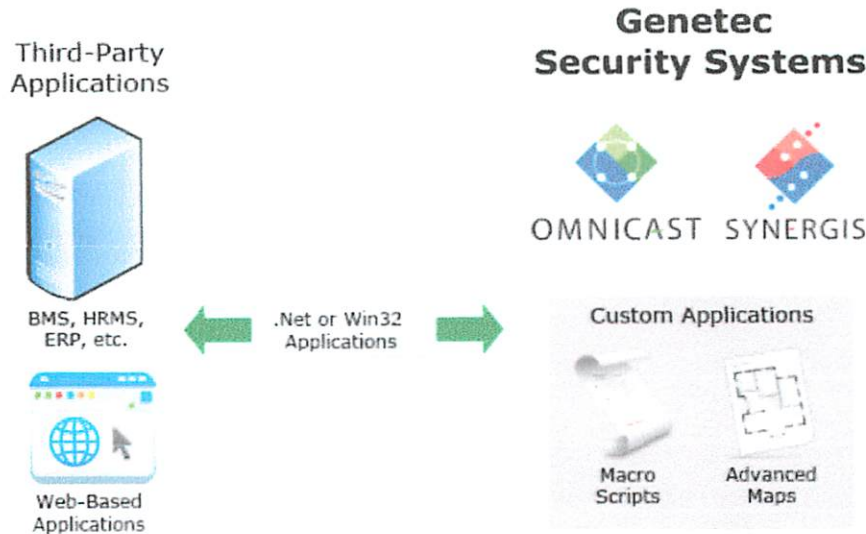 Third-Party
Applications
BMS, HRMS,
ERP, etc.
Web-Based
Applications
.Net or Win32
Applications
Genetec
Security Systems
OMNICAST SYNERGIS
Custom Applications
Macro
Scripts
Advanced
Maps